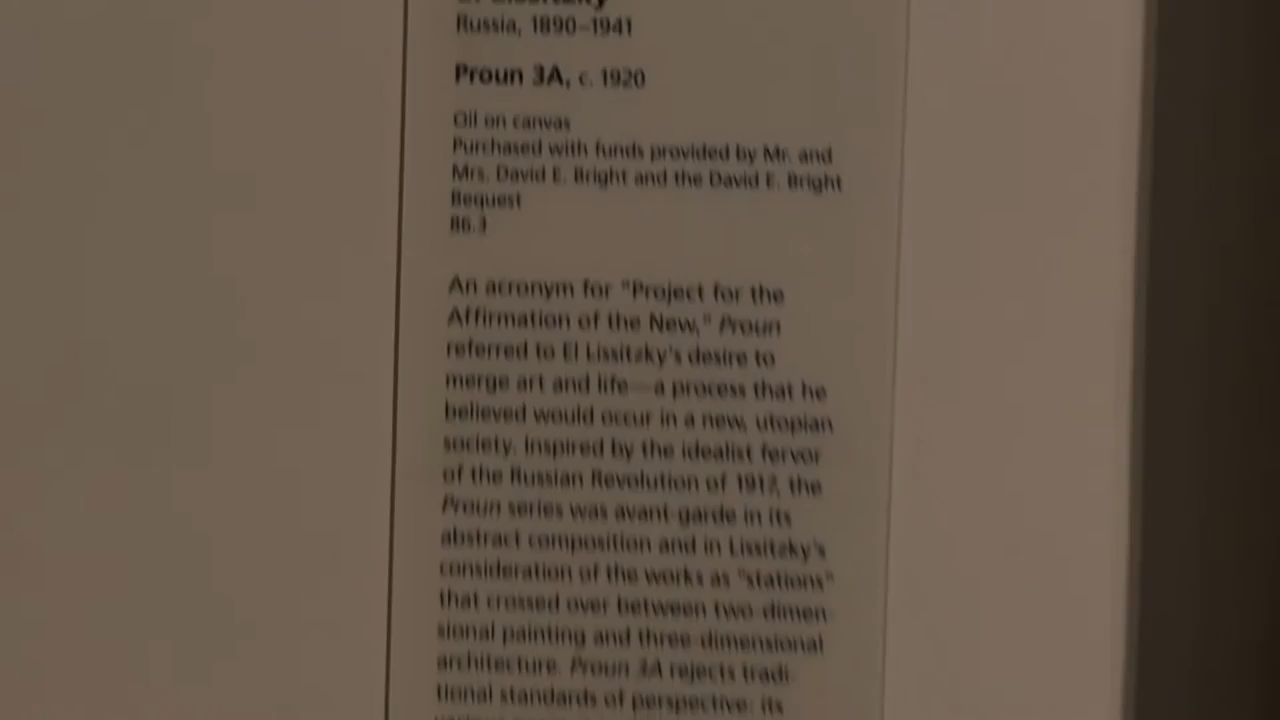 El Lissitzky
Russia, 1890–1941
Proun 3A, c. 1920
Oil on canvas
Purchased with funds provided by Mr. and
Mrs. David E. Bright and the David E. Bright
Bequest
86.3
An acronym for "Project for the
Affirmation of the New," Proun
referred to El Lissitzky's desire to
merge art and life—a process that he
believed would occur in a new, utopian
society. Inspired by the idealist fervor
of the Russian Revolution of 1917, the
Proun series was avant-garde in its
abstract composition and in Lissitzky's
consideration of the works as "stations"
that crossed over between two-dimen-
sional painting and three-dimensional
architecture. Proun 3A rejects tradi-
tional standards of perspective: its